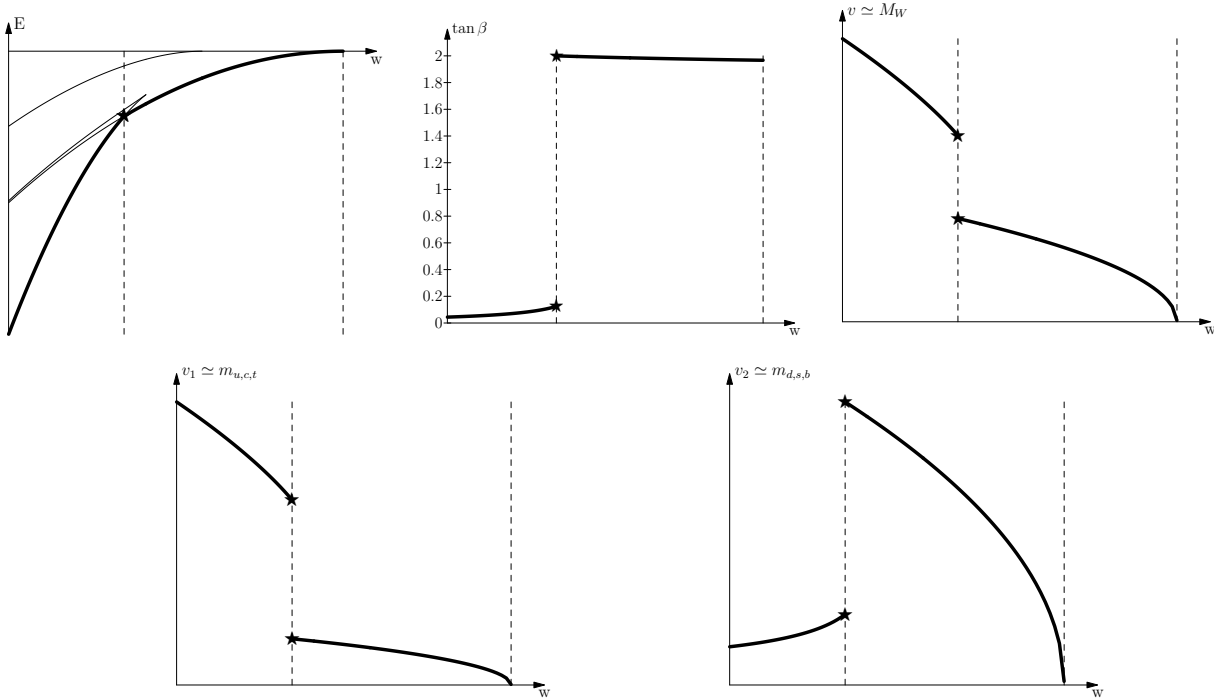 E
w
tan β
2
1.8
1.6
1.4
1.2
1
0.8
0.6
0.4
0.2
0
w
v ≃ M_W
w
v_1 ≃ m_{u,c,t}
w
v_2 ≃ m_{d,s,b}
w